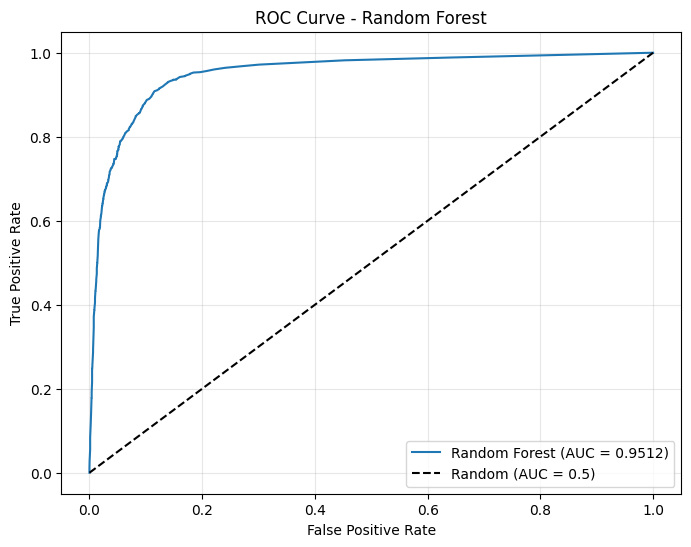 ROC Curve - Random Forest
1.0
0.8
0.6
0.4
0.2
0.0
True Positive Rate
0.0 0.2 0.4 0.6 0.8 1.0
False Positive Rate
Random Forest (AUC = 0.9512)
Random (AUC = 0.5)